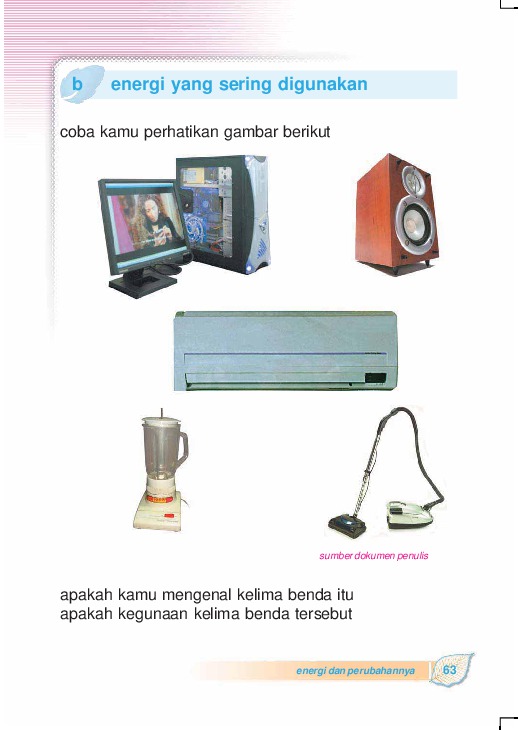 b energi yang sering digunakan
coba kamu perhatikan gambar berikut
sumber dokumen penulis
apakah kamu mengenal kelima benda itu
apakah kegunaan kelima benda tersebut
energi dan perubahannya 63